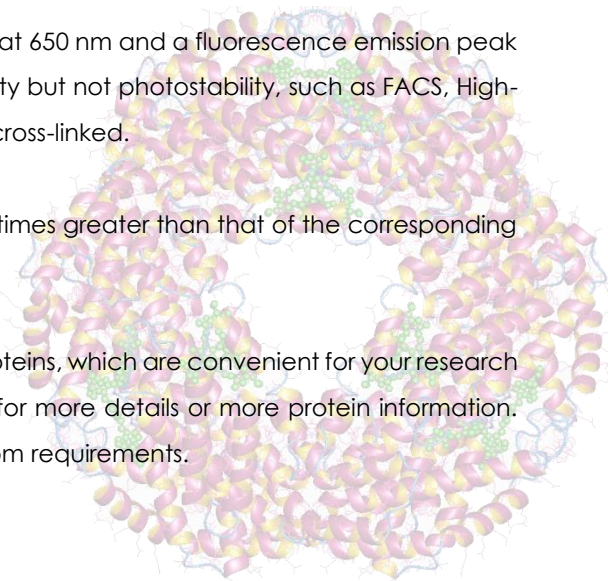 at 650 nm and a fluorescence emission peak
ty but not photostability, such as FACS, High-
cross-linked.
times greater than that of the corresponding
oteins, which are convenient for your research
for more details or more protein information.
om requirements.